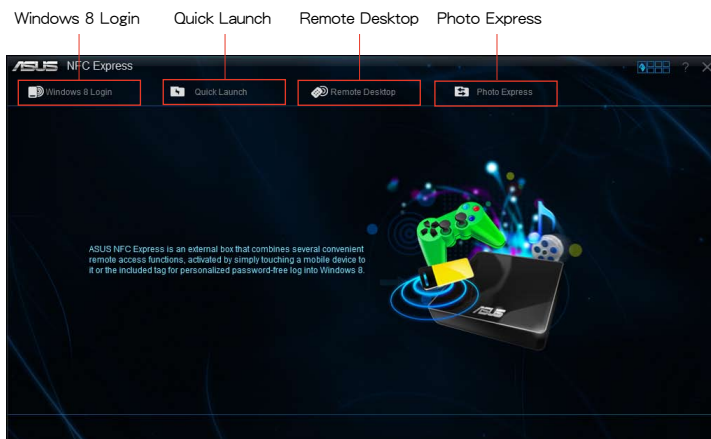 Windows 8 Login Quick Launch Remote Desktop Photo Express
ASUS NFC Express ? X
Windows 8 Login Quick Launch Remote Desktop Photo Express
ASUS NFC Express is an external box that combines several convenient
remote access functions, activated by simply touching a mobile device to
it or the included tag for personalized password-free log into Windows 8.
ASUS